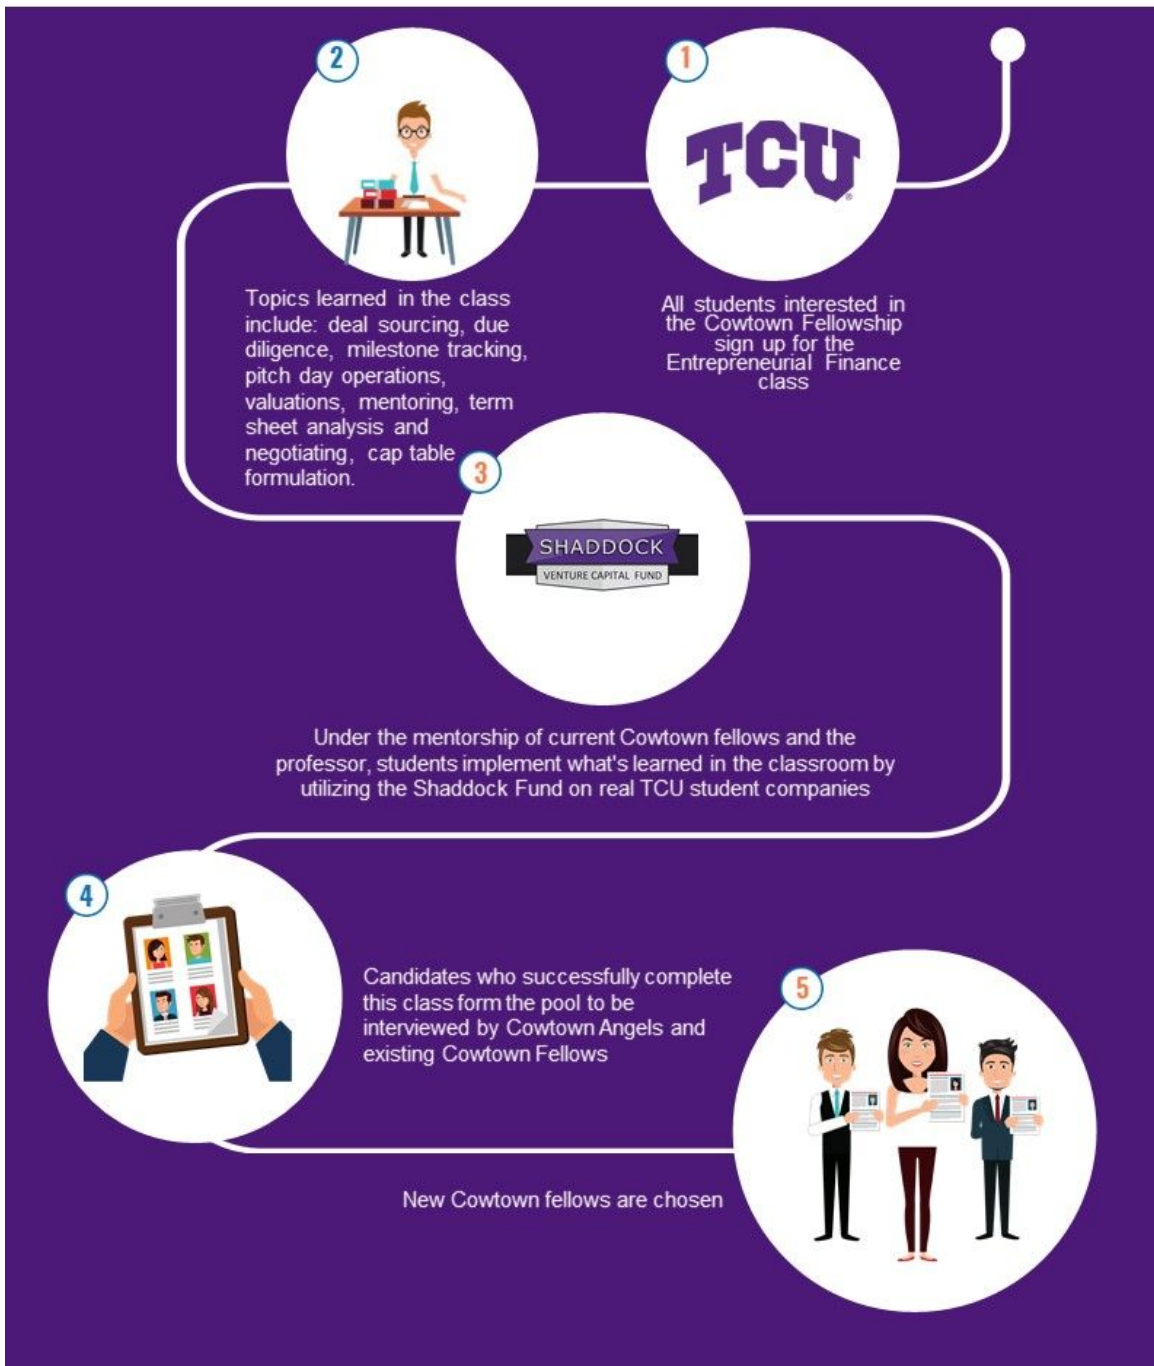 1
TCU
®
All students interested in
the Cowtown Fellowship
sign up for the
Entrepreneurial Finance
class
2
Topics learned in the class
include: deal sourcing, due
diligence, milestone tracking,
pitch day operations,
valuations, mentoring, term
sheet analysis and
negotiating, cap table
formulation.
3
SHADDOCK
VENTURE CAPITAL FUND
Under the mentorship of current Cowtown fellows and the
professor, students implement what's learned in the classroom by
utilizing the Shaddock Fund on real TCU student companies
4
Candidates who successfully complete
this class form the pool to be
interviewed by Cowtown Angels and
existing Cowtown Fellows
5
New Cowtown fellows are chosen